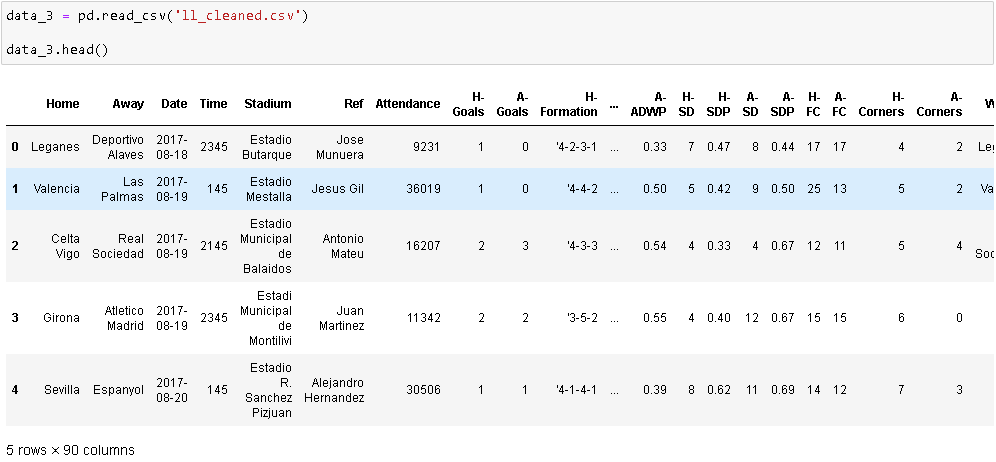 data_3 = pd.read_csv('ll_cleaned.csv')
data_3.head()
Home Away Date Time Stadium Ref Attendance H-Goals A-Goals H-Formation ... A-ADWP H-SD H-SDP A-SD A-SDP H-FC A-FC H-Corners A-Corners W
0 Leganes Deportivo Alaves 2017-08-18 2345 Estadio Butarque Jose Munuera 9231 1 0 '4-2-3-1 ... 0.33 7 0.47 8 0.44 17 17 4 2 Leg
1 Valencia Las Palmas 2017-08-19 145 Estadio Mestalla Jesus Gil 36019 1 0 '4-4-2 ... 0.50 5 0.42 9 0.50 25 13 5 2 Va
2 Celta Vigo Real Sociedad 2017-08-19 2145 Estadio Municipal de Balaidos Antonio Mateu 16207 2 3 '4-3-3 ... 0.54 4 0.33 4 0.67 12 11 5 4 Soc
3 Girona Atletico Madrid 2017-08-19 2345 Estadi Municipal de Montilivi Juan Martinez 11342 2 2 '3-5-2 ... 0.55 4 0.40 12 0.67 15 15 6 0
4 Sevilla Espanyol 2017-08-20 145 Estadio R. Sanchez Pizjuan Alejandro Hernandez 30506 1 1 '4-1-4-1 ... 0.39 8 0.62 11 0.69 14 12 7 3
5 rows × 90 columns